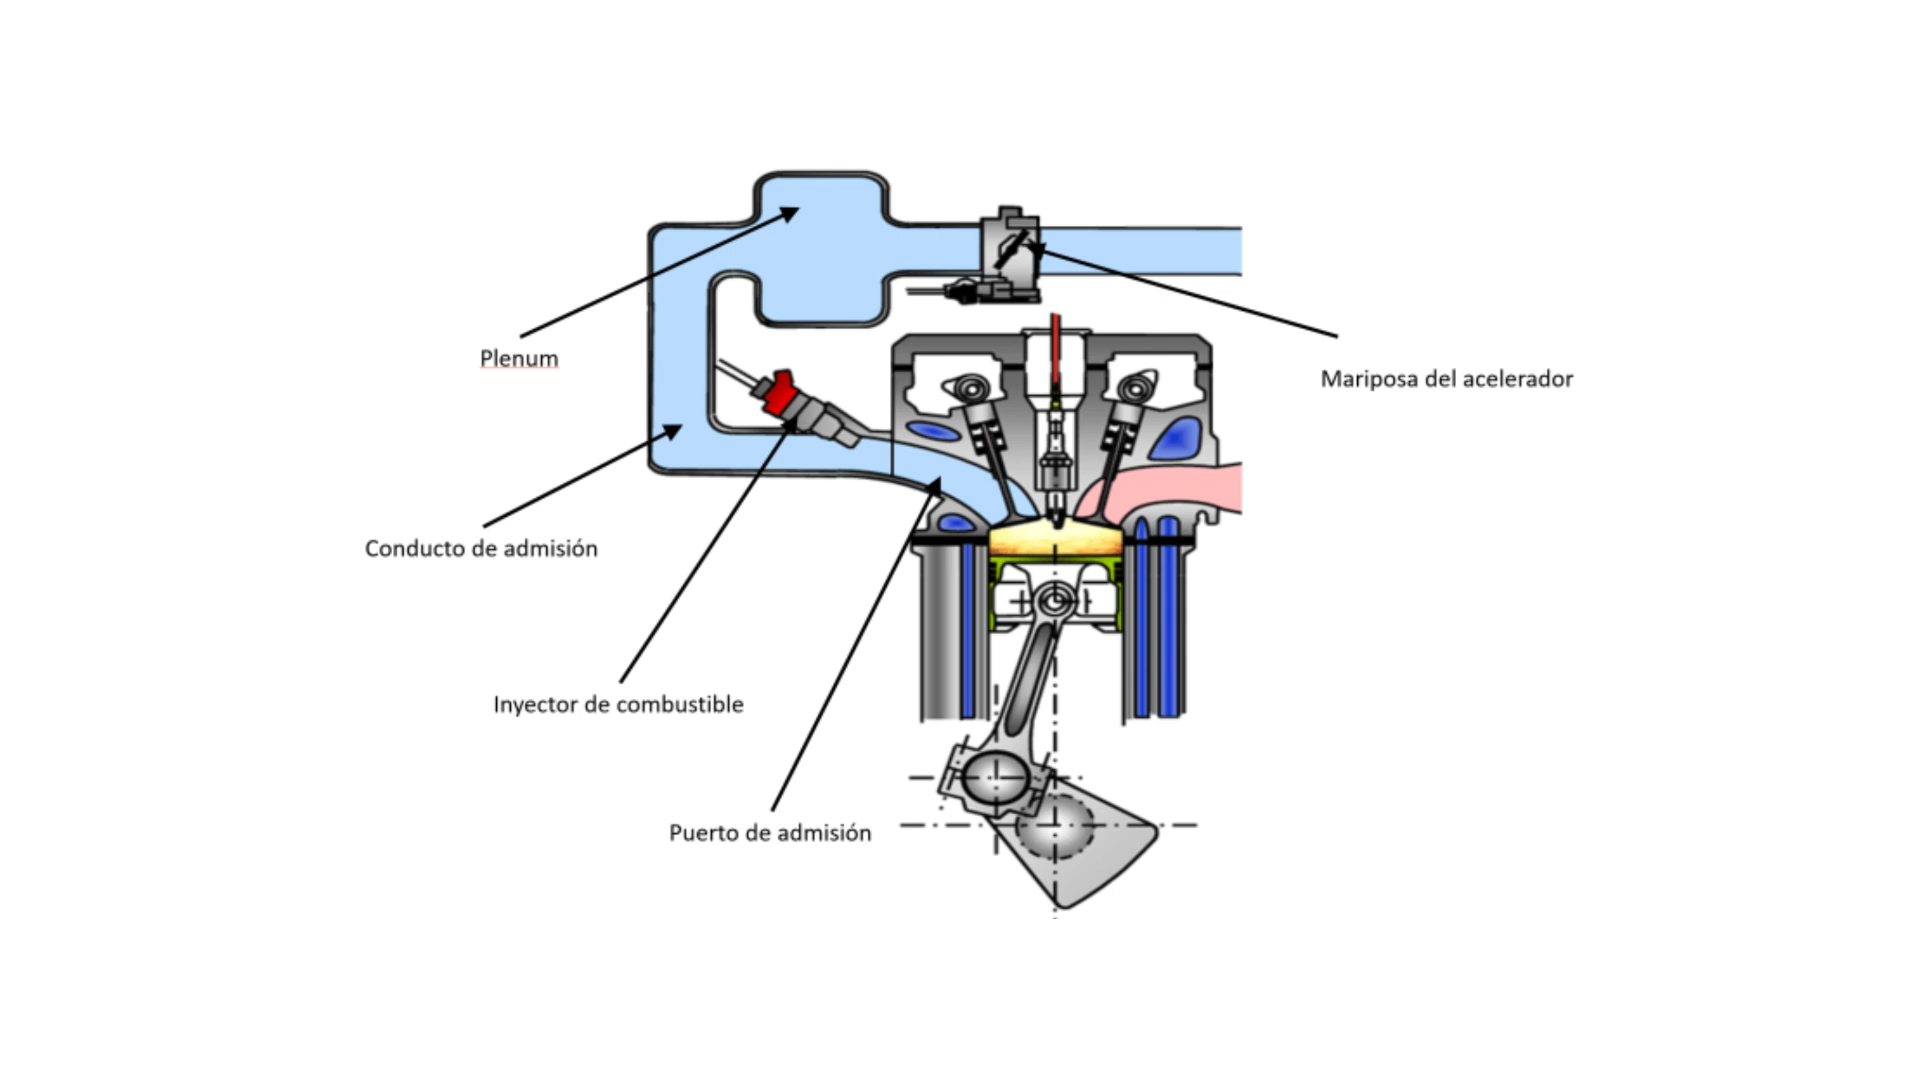 Plenum
Mariposa del acelerador
Conducto de admisión
Inyector de combustible
Puerto de admisión